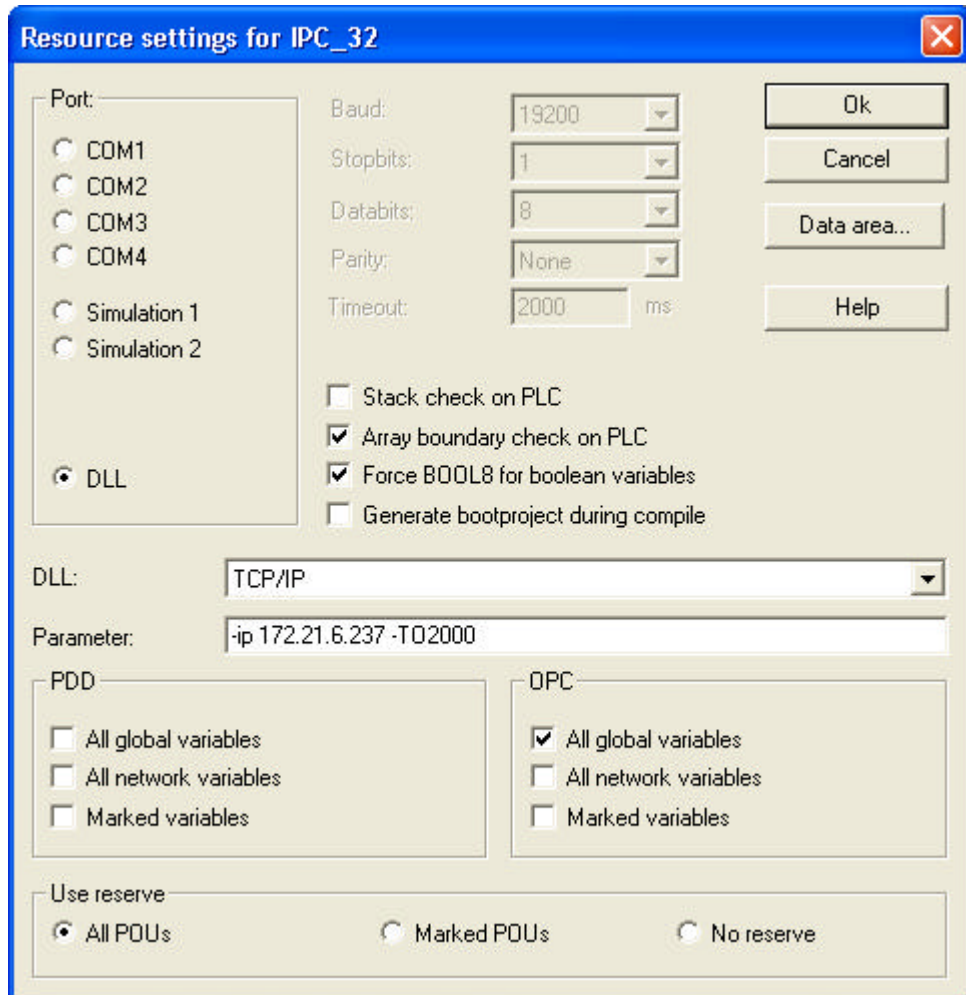 Resource settings for IPC_32
Port:
COM1
COM2
COM3
COM4
Simulation 1
Simulation 2
DLL
Baud: 19200
Stopbits: 1
Databits: 8
Parity: None
Timeout: 2000 ms
Ok
Cancel
Data area...
Help
Stack check on PLC
Array boundary check on PLC
Force BOOL8 for boolean variables
Generate bootproject during compile
DLL: TCP/IP
Parameter: -ip 172.21.6.237 -TO2000
PDD
All global variables
All network variables
Marked variables
OPC
All global variables
All network variables
Marked variables
Use reserve
All POUs Marked POUs No reserve